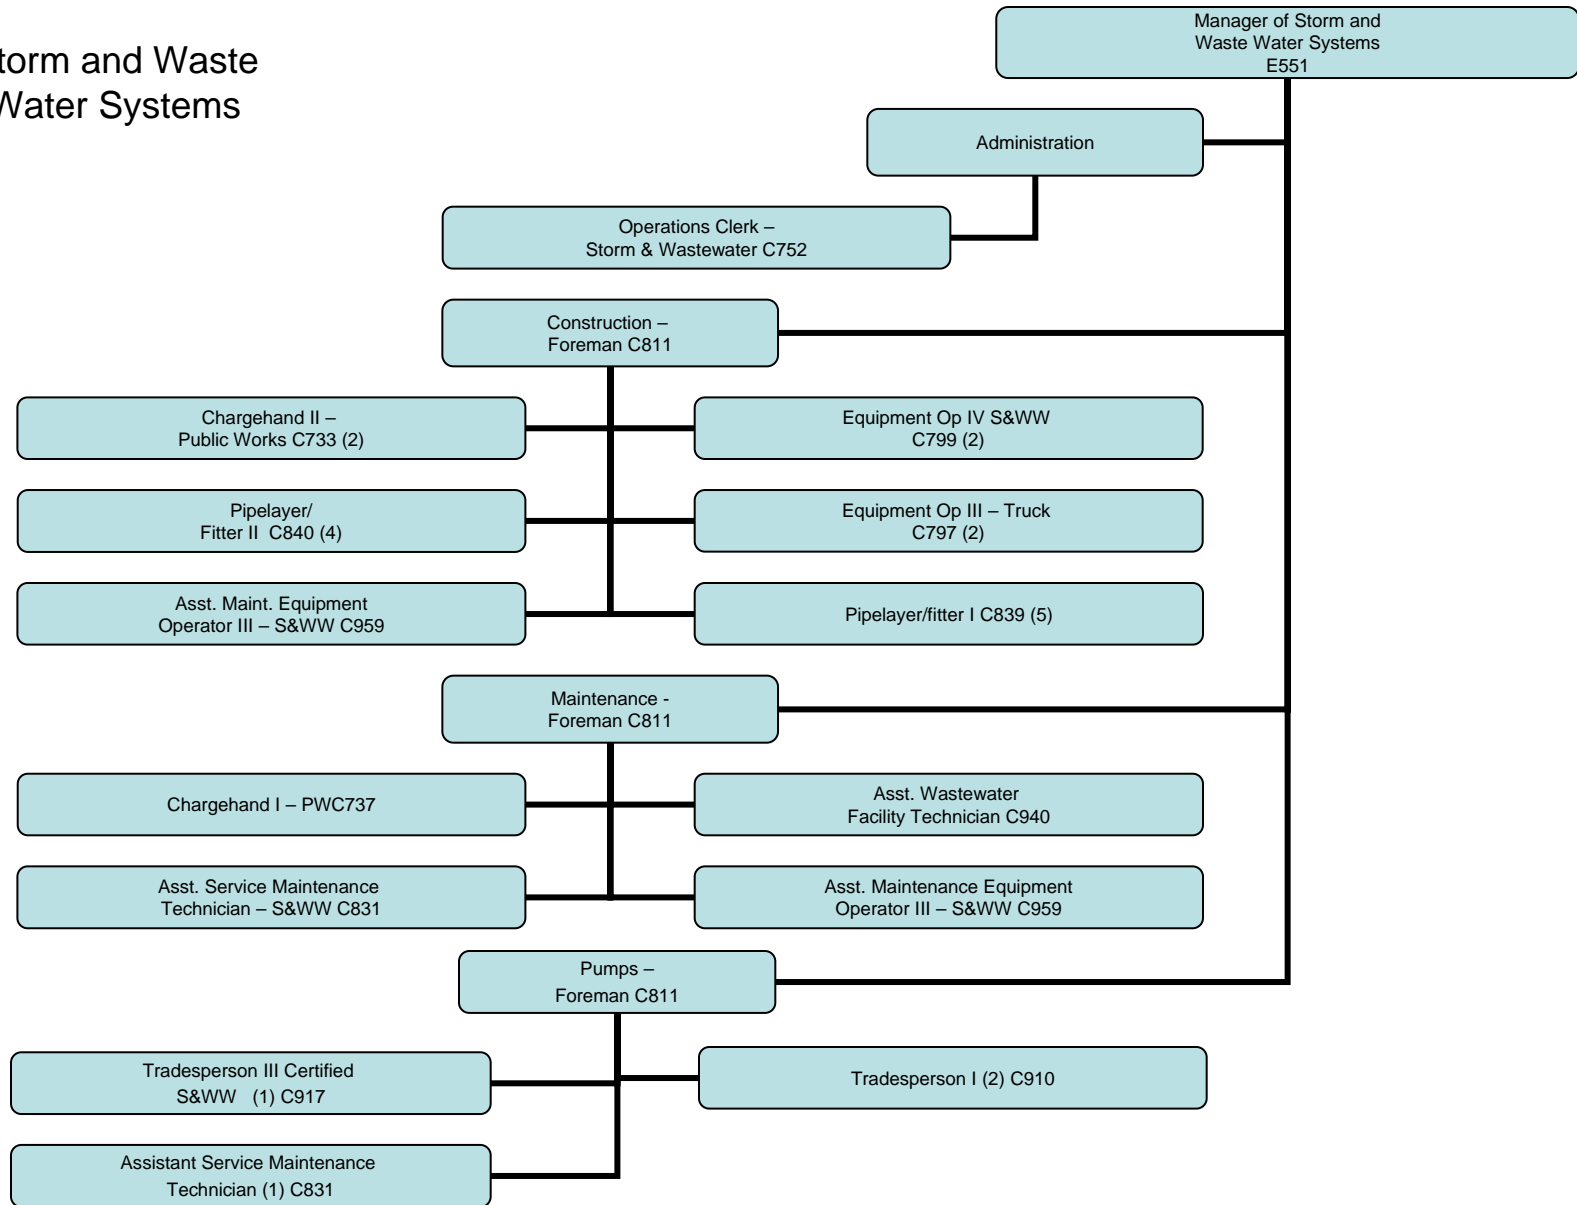 torm and Waste
Water Systems
Manager of Storm and
Waste Water Systems
E551
Administration
Operations Clerk –
Storm & Wastewater C752
Construction –
Foreman C811
Chargehand II –
Public Works C733 (2)
Equipment Op IV S&WW
C799 (2)
Pipelayer/
Fitter II  C840 (4)
Equipment Op III – Truck
C797 (2)
Asst. Maint. Equipment
Operator III – S&WW C959
Pipelayer/fitter I C839 (5)
Maintenance -
Foreman C811
Chargehand I – PWC737
Asst. Wastewater
Facility Technician C940
Asst. Service Maintenance
Technician – S&WW C831
Asst. Maintenance Equipment
Operator III – S&WW C959
Pumps –
Foreman C811
Tradesperson III Certified
S&WW   (1) C917
Tradesperson I (2) C910
Assistant Service Maintenance
Technician (1) C831